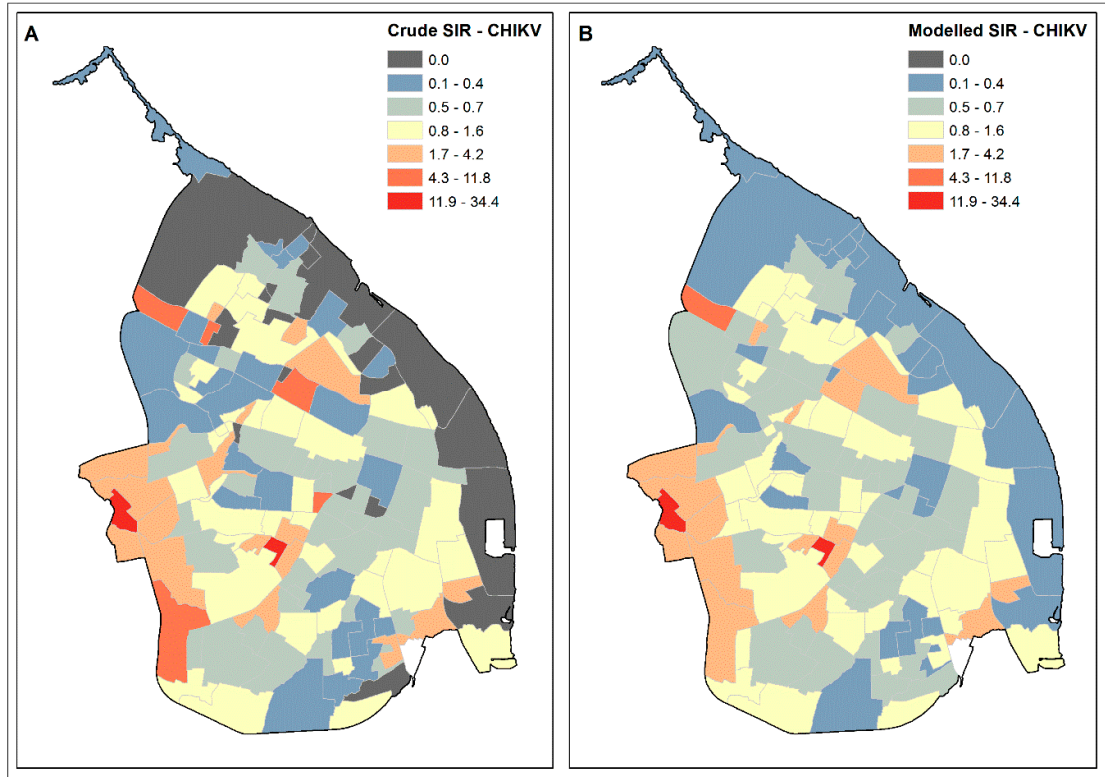 A
Crude SIR - CHIKV
0.0
0.1 - 0.4
0.5 - 0.7
0.8 - 1.6
1.7 - 4.2
4.3 - 11.8
11.9 - 34.4
B
Modelled SIR - CHIKV
0.0
0.1 - 0.4
0.5 - 0.7
0.8 - 1.6
1.7 - 4.2
4.3 - 11.8
11.9 - 34.4